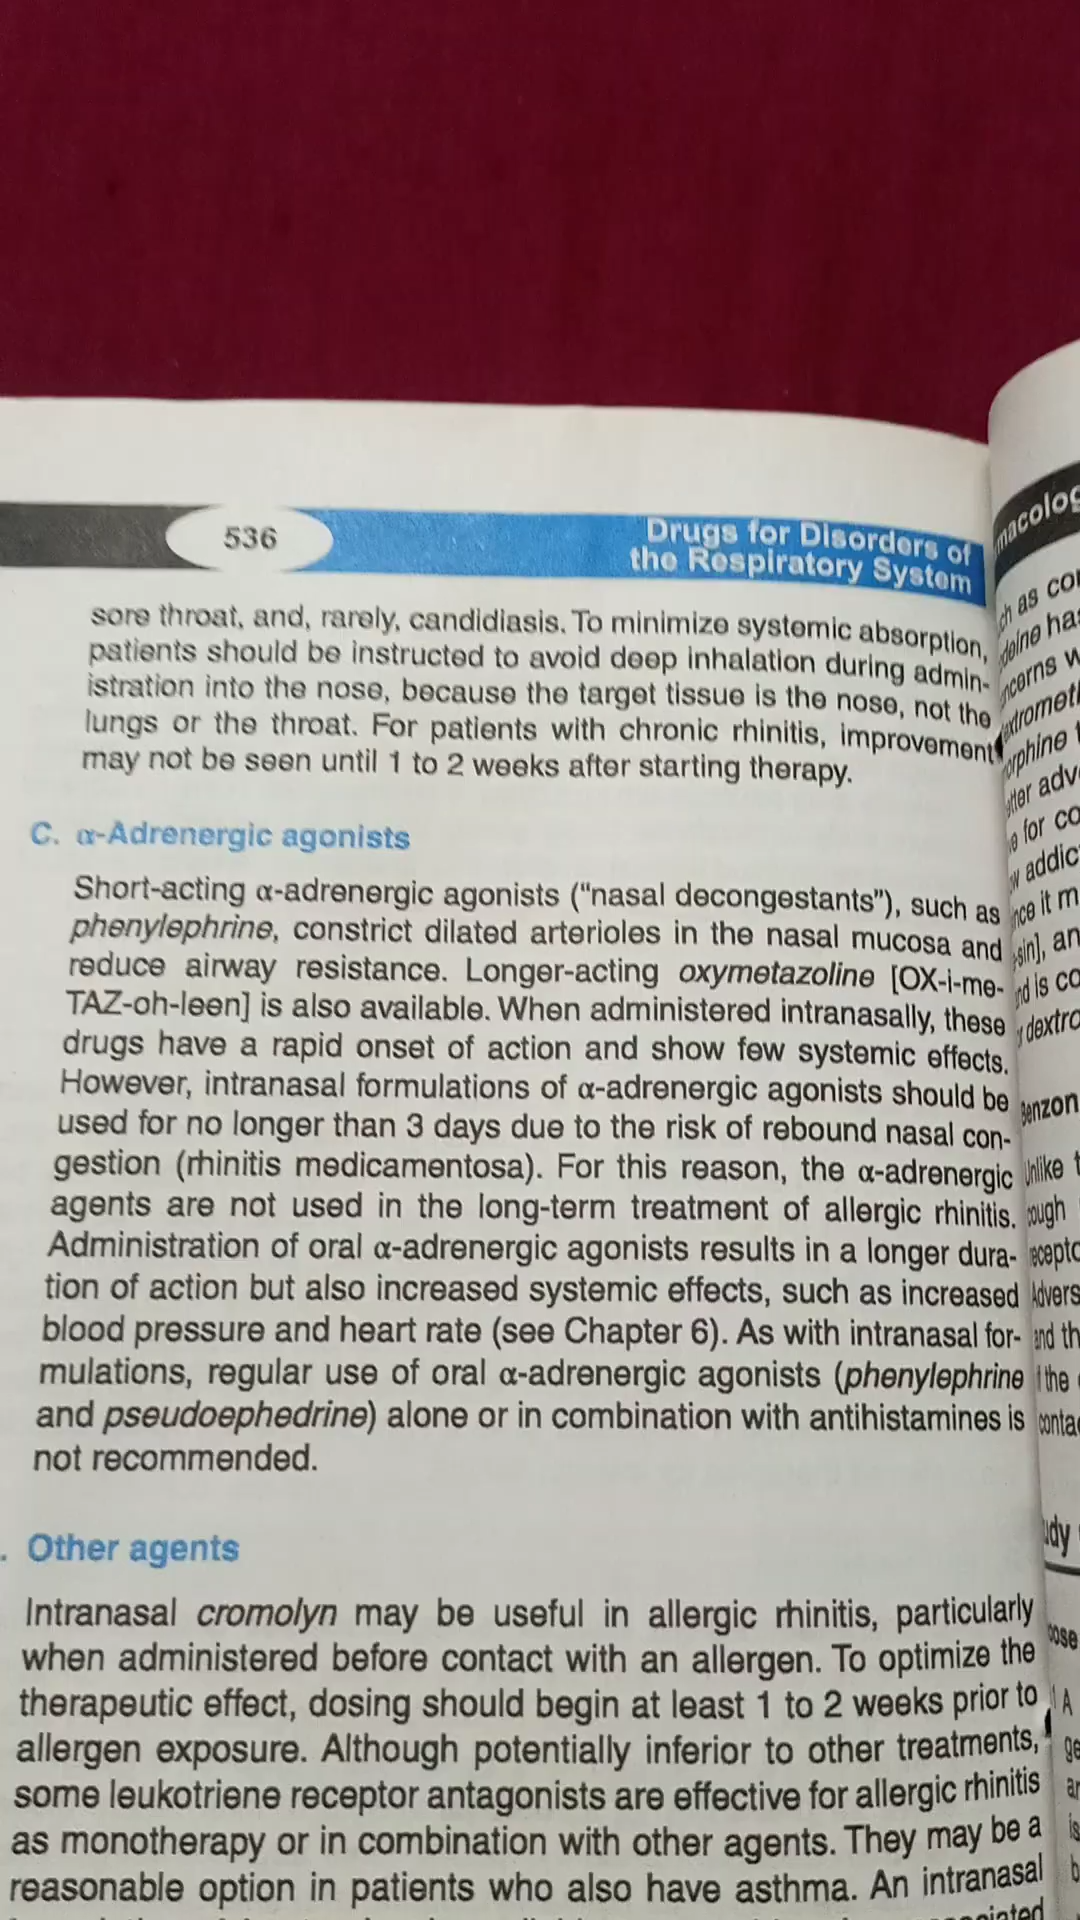 536
Drugs for Disorders of
the Respiratory System
sore throat, and, rarely, candidiasis. To minimize systemic absorption,
patients should be instructed to avoid deep inhalation during admin-
istration into the nose, because the target tissue is the nose, not the
lungs or the throat. For patients with chronic rhinitis, improvement
may not be seen until 1 to 2 weeks after starting therapy.
C. α-Adrenergic agonists
Short-acting α-adrenergic agonists (“nasal decongestants”), such as
phenylephrine, constrict dilated arterioles in the nasal mucosa and
reduce airway resistance. Longer-acting oxymetazoline [OX-i-me-
TAZ-oh-leen] is also available. When administered intranasally, these
drugs have a rapid onset of action and show few systemic effects.
However, intranasal formulations of α-adrenergic agonists should be
used for no longer than 3 days due to the risk of rebound nasal con-
gestion (rhinitis medicamentosa). For this reason, the α-adrenergic
agents are not used in the long-term treatment of allergic rhinitis.
Administration of oral α-adrenergic agonists results in a longer dura-
tion of action but also increased systemic effects, such as increased
blood pressure and heart rate (see Chapter 6). As with intranasal for-
mulations, regular use of oral α-adrenergic agonists (phenylephrine
and pseudoephedrine) alone or in combination with antihistamines is
not recommended.
. Other agents
Intranasal cromolyn may be useful in allergic rhinitis, particularly
when administered before contact with an allergen. To optimize the
therapeutic effect, dosing should begin at least 1 to 2 weeks prior to
allergen exposure. Although potentially inferior to other treatments,
some leukotriene receptor antagonists are effective for allergic rhinitis
as monotherapy or in combination with other agents. They may be a
reasonable option in patients who also have asthma. An intranasal
as
for
it
is
and
the
A